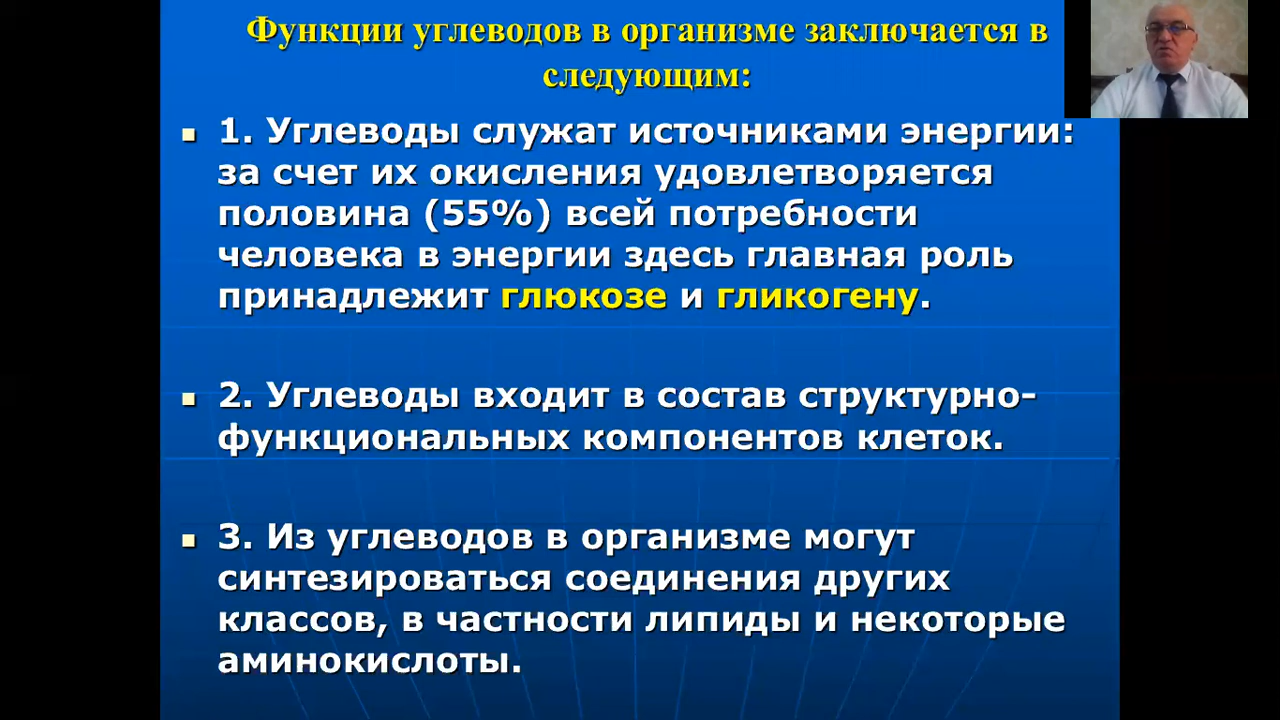 Функции углеводов в организме заключается в
следующим:
1. Углеводы служат источниками энергии:
за счет их окисления удовлетворяется
половина (55%) всей потребности
человека в энергии здесь главная роль
принадлежит глюкозе и гликогену.
2. Углеводы входит в состав структурно-
функциональных компонентов клеток.
3. Из углеводов в организме могут
синтезироваться соединения других
классов, в частности липиды и некоторые
аминокислоты.